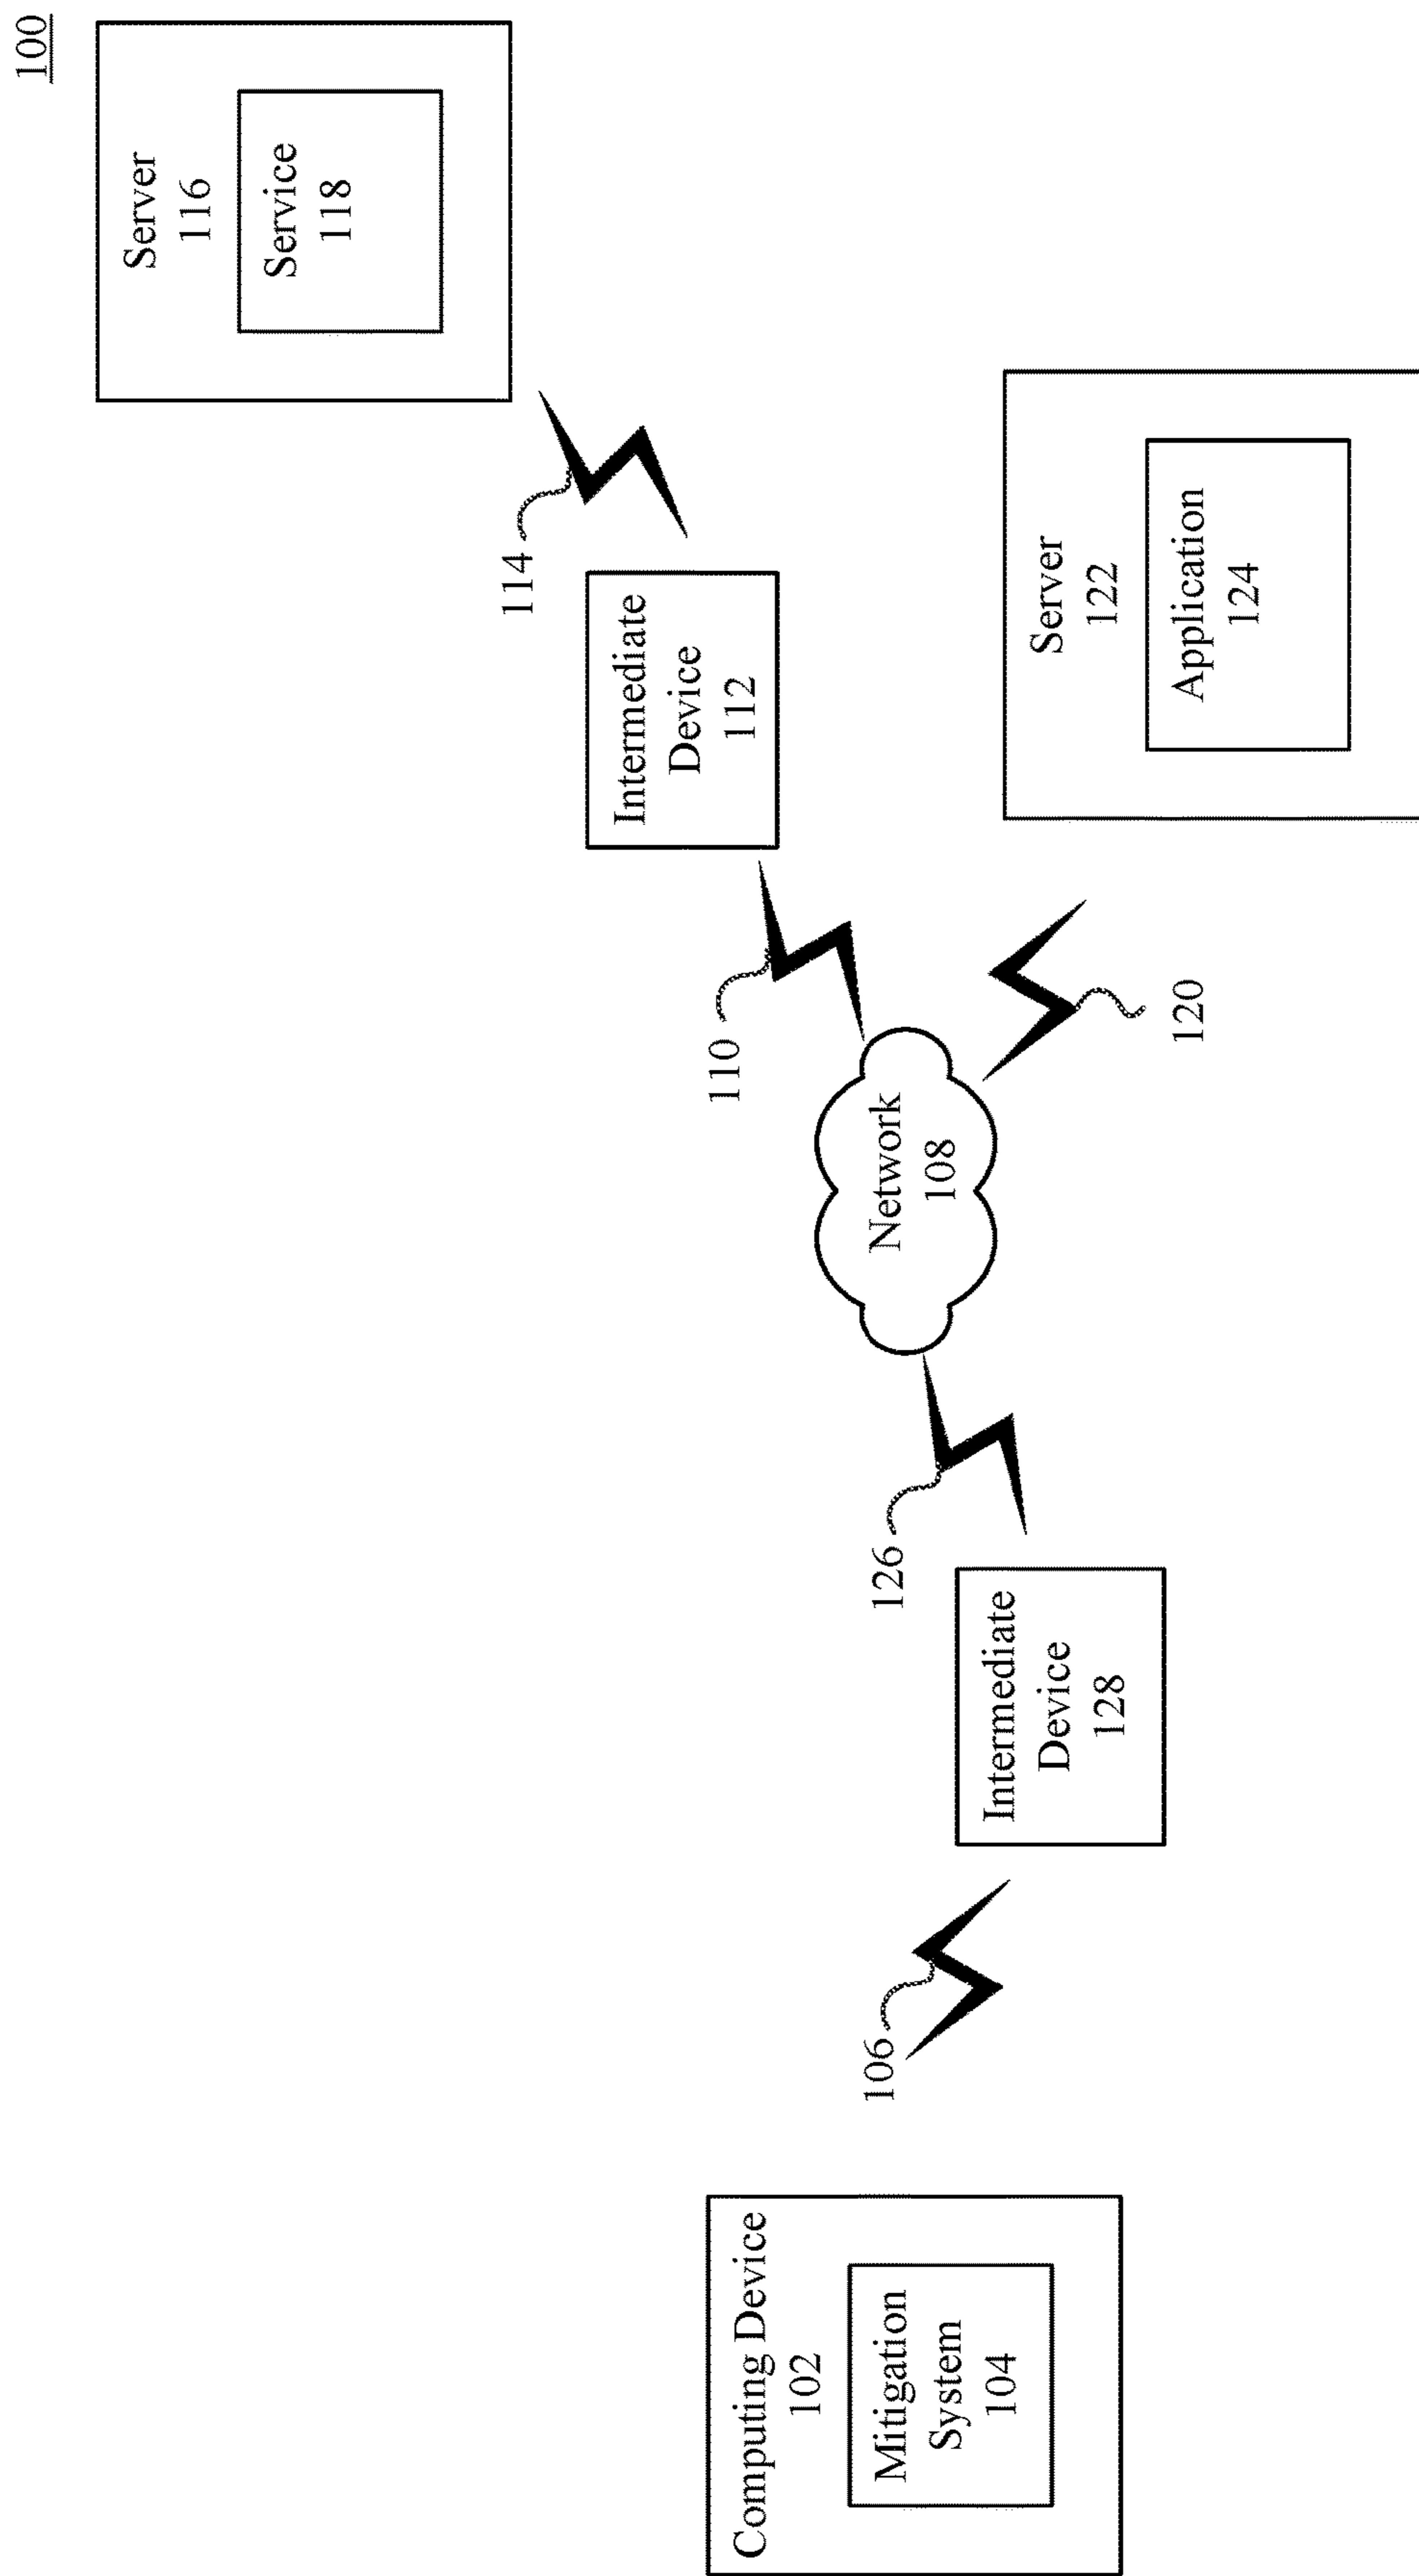 100
Server
116
Service
118
114
Intermediate
Device
112
110
Network
108
120
Server
122
Application
124
126
Intermediate
Device
128
106
Computing Device
102
Mitigation
System
104